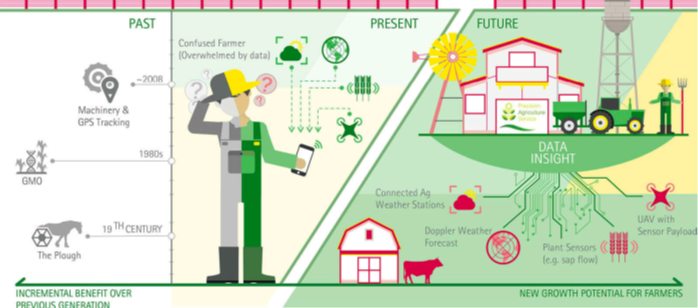 PAST
PRESENT
FUTURE
Confused Farmer
(Overwhelmed by data)
~2008
Machinery &
GPS Tracking
1980s
GMO
19TH CENTURY
The Plough
Precision
Agriculture
Service
DATA
INSIGHT
Connected Ag
Weather Stations
Doppler Weather
Forecast
Plant Sensors
(e.g. sap flow)
UAV with
Sensor Payload
INCREMENTAL BENEFIT OVER
PREVIOUS GENERATION
NEW GROWTH POTENTIAL FOR FARMERS